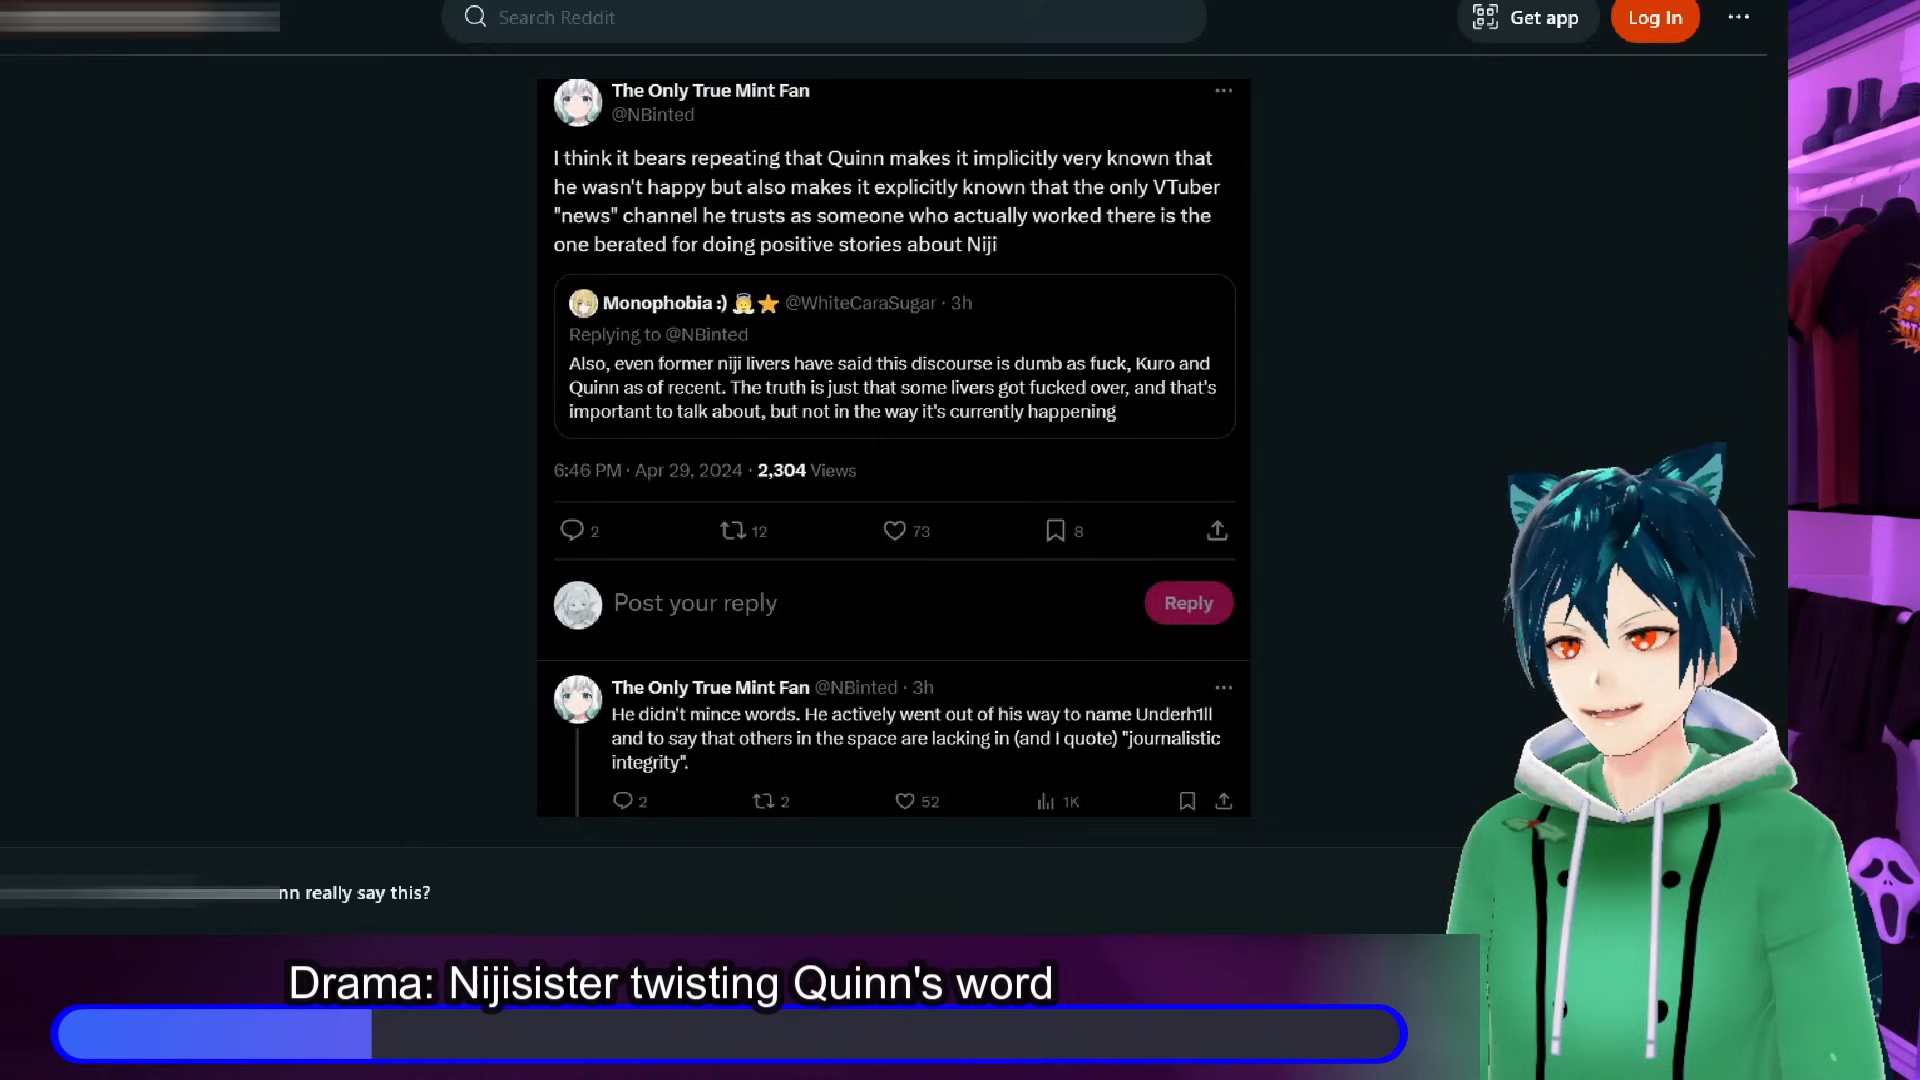 Search Reddit
Get app
Log In
The Only True Mint Fan
@NBinted
I think it bears repeating that Quinn makes it implicitly very known that
he wasn't happy but also makes it explicitly known that the only VTuber
"news" channel he trusts as someone who actually worked there is the
one berated for doing positive stories about Niji
Monophobia :) @WhiteCaraSugar · 3h
Replying to @NBinted
Also, even former niji livers have said this discourse is dumb as fuck, Kuro and
Quinn as of recent. The truth is just that some livers got fucked over, and that's
important to talk about, but not in the way it's currently happening
6:46 PM · Apr 29, 2024 · 2,304 Views
2 12 73 8
Post your reply
Reply
The Only True Mint Fan @NBinted · 3h
He didn't mince words. He actively went out of his way to name Underh1ll
and to say that others in the space are lacking in (and I quote) "journalistic
integrity".
2 2 52 1K
nn really say this?
Drama: Nijisister twisting Quinn's word